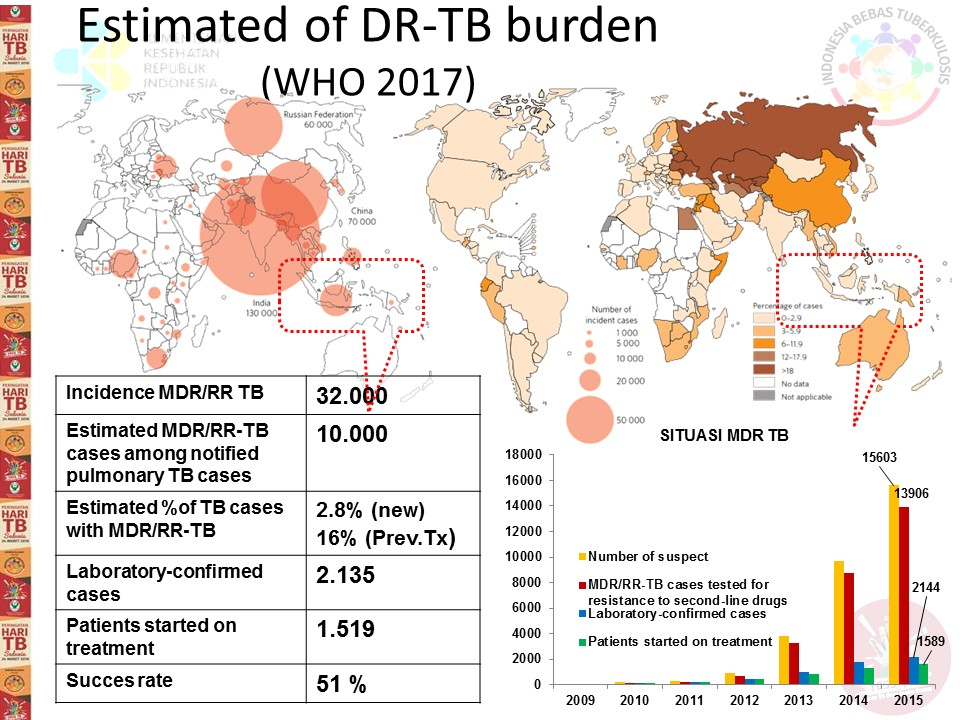 Estimated of DR-TB burden
(WHO 2017)
KESEHATAN
REPUBLIK
INDONESIA
INDONESIA BEBAS TUBERKULOSIS
PERINGATAN
HARI
TB
Sedunia
24 MARET 2016
Russian Federation
60 000
China
70 000
India
130 000
Number of
incident cases
1 000
5 000
10 000
20 000
50 000
Percentage of cases
0–2.9
3–5.9
6–11.9
12–17.9
>18
No data
Not applicable
Incidence MDR/RR TB
32.000
Estimated MDR/RR-TB
cases among notified
pulmonary TB cases
10.000
Estimated %of TB cases
with MDR/RR-TB
2.8% (new)
16% (Prev.Tx)
Laboratory-confirmed
cases
2.135
Patients started on
treatment
1.519
Succes rate
51 %
SITUASI MDR TB
18000
16000
14000
12000
10000
8000
6000
4000
2000
0
15603
13906
2144
1589
Number of suspect
MDR/RR-TB cases tested for
resistance to second-line drugs
Laboratory-confirmed cases
Patients started on treatment
2009 2010 2011 2012 2013 2014 2015